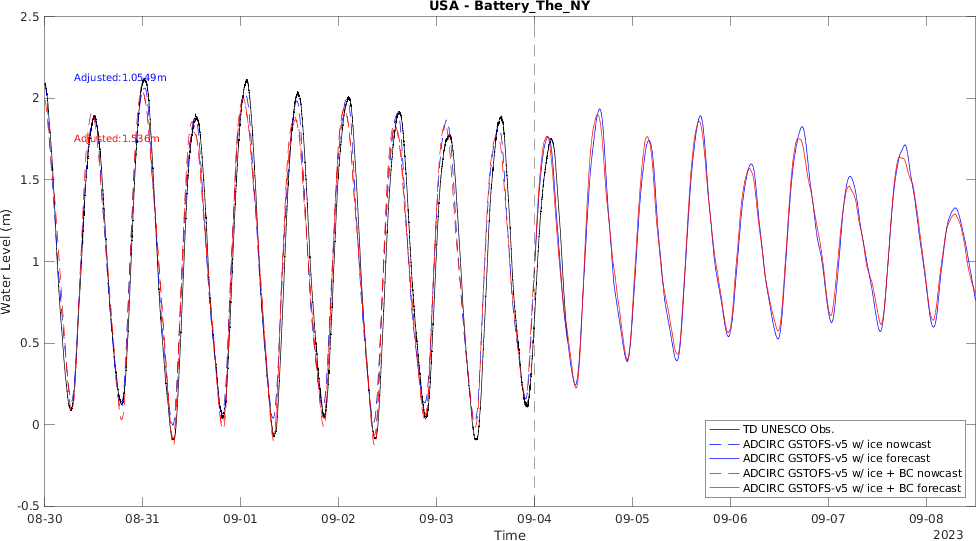 USA - Battery_The_NY
2.5
2
1.5
1
0.5
0
-0.5
Water Level (m)
Adjusted:1.0549m
Adjusted:1.536m
TD UNESCO Obs.
ADCIRC GSTOFS-v5 w/ ice nowcast
ADCIRC GSTOFS-v5 w/ ice forecast
ADCIRC GSTOFS-v5 w/ ice + BC nowcast
ADCIRC GSTOFS-v5 w/ ice + BC forecast
08-30 08-31 09-01 09-02 09-03 09-04 09-05 09-06 09-07 09-08
Time
2023